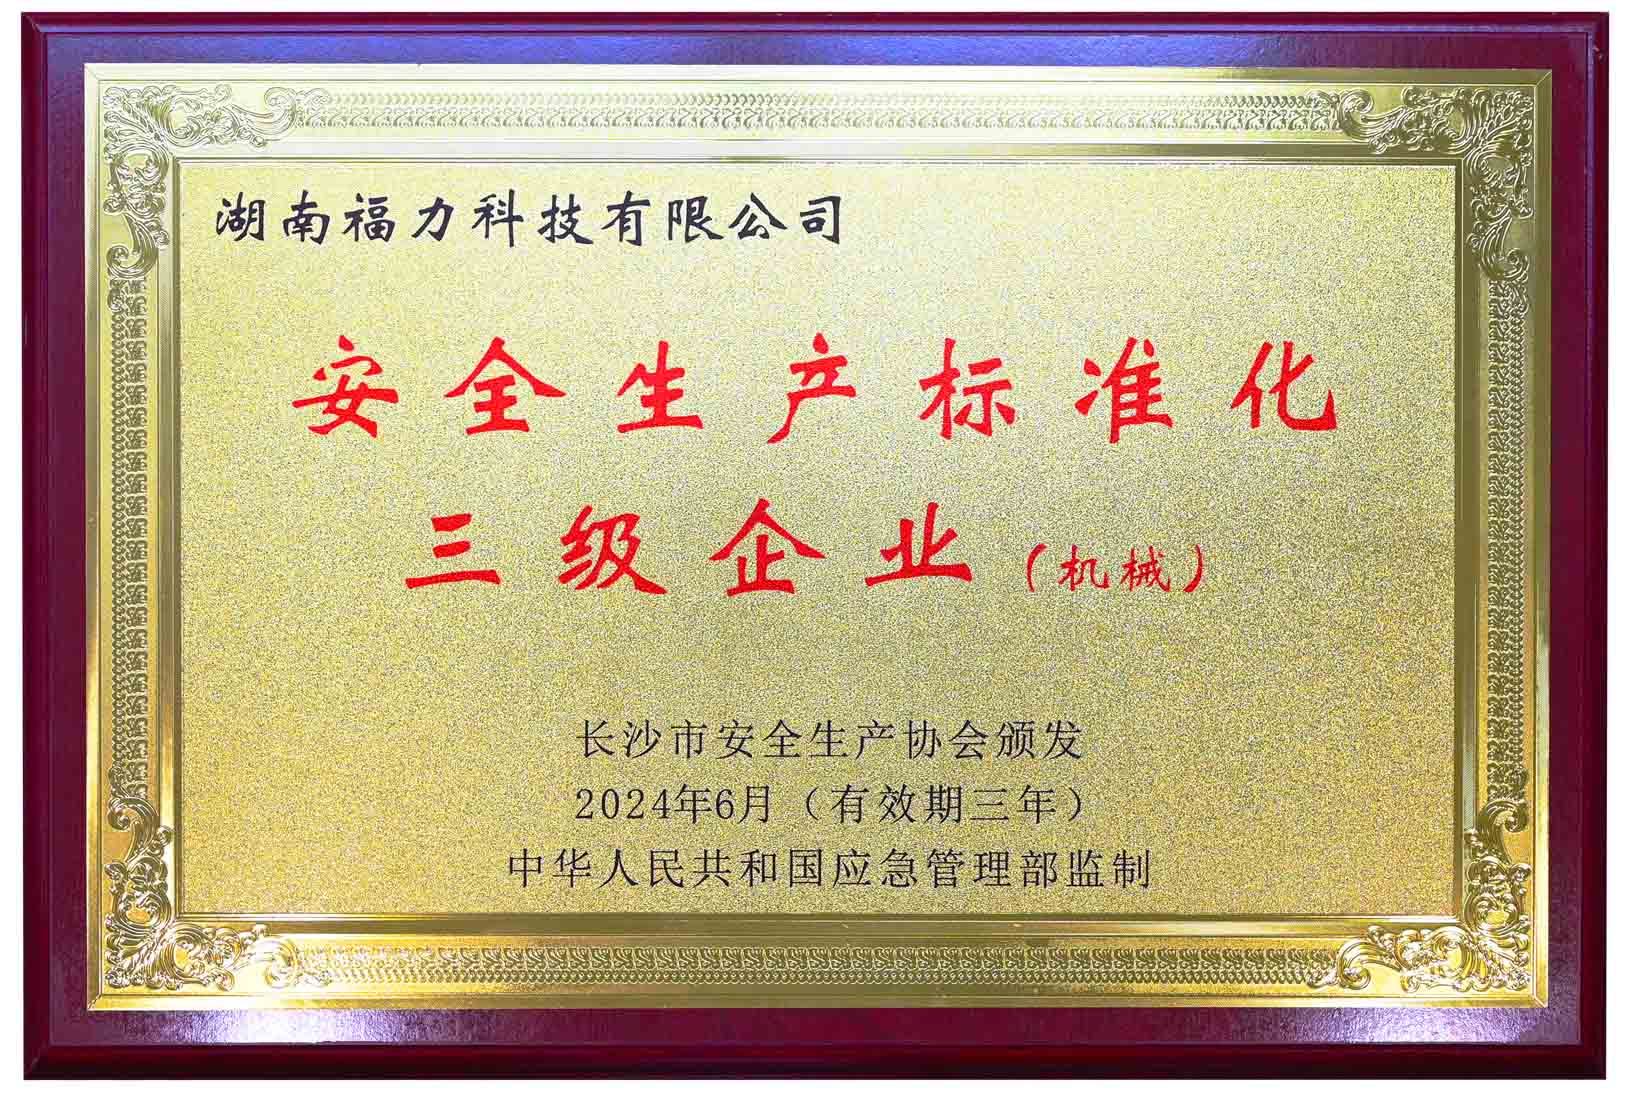 湖南福力科技有限公司
安全生产标准化
三级企业（机械）
长沙市安全生产协会颁发
2024年6月（有效期三年）
中华人民共和国应急管理部监制